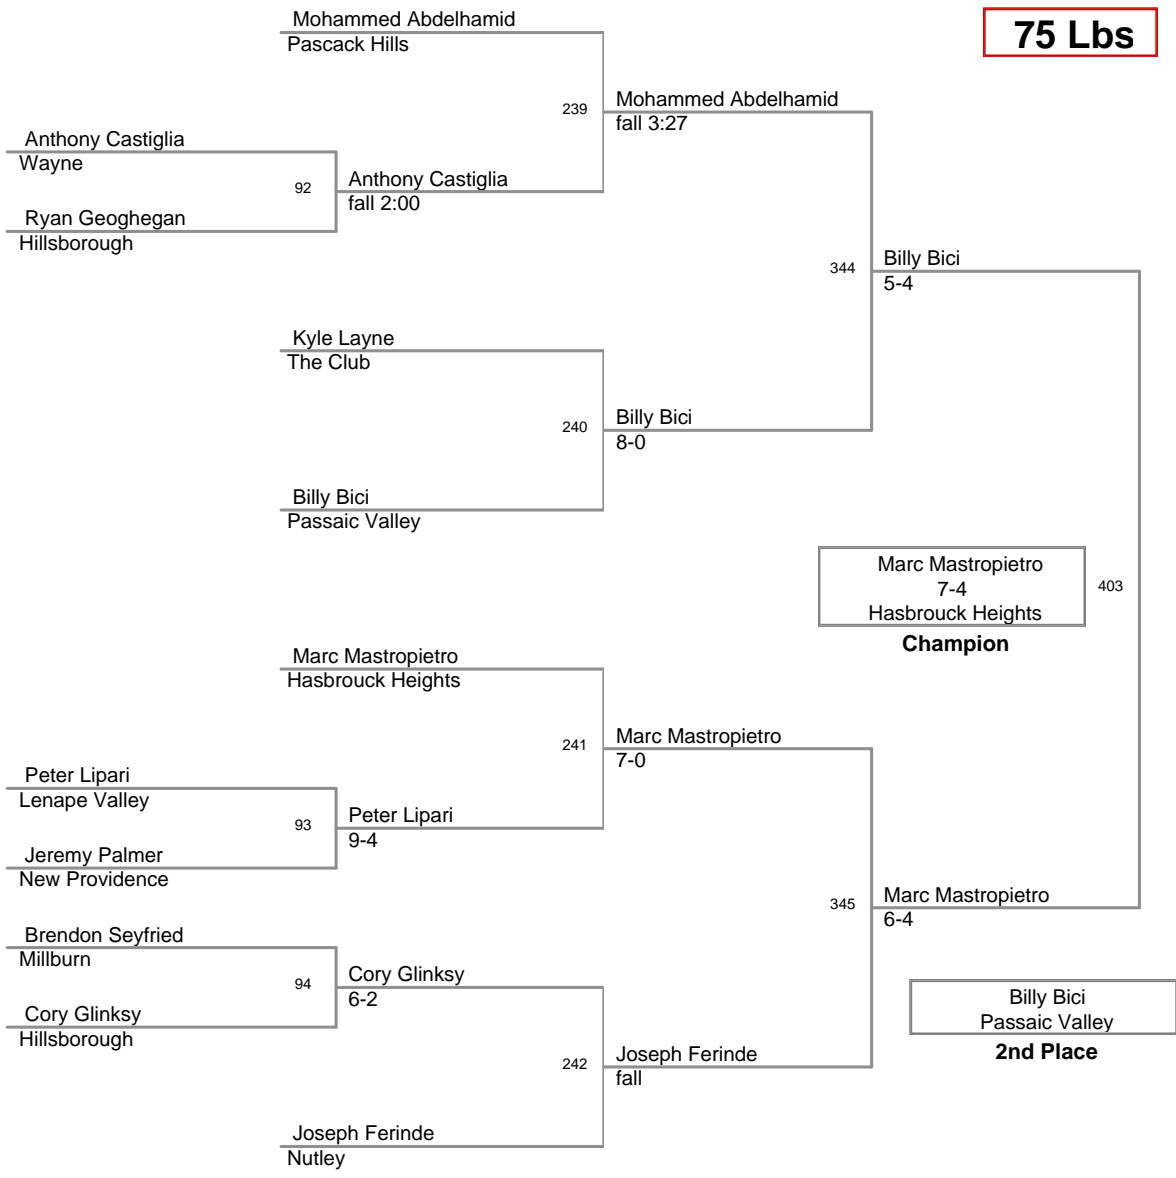 Mohammed Abdelhamid
Pascack Hills
75 Lbs
239
Mohammed Abdelhamid
fall 3:27
Anthony Castiglia
Wayne
92
Anthony Castiglia
fall 2:00
Ryan Geoghegan
Hillsborough
344
Billy Bici
5-4
Kyle Layne
The Club
240
Billy Bici
8-0
Billy Bici
Passaic Valley
Marc Mastropietro
7-4
Hasbrouck Heights
Champion
403
Marc Mastropietro
Hasbrouck Heights
241
Marc Mastropietro
7-0
Peter Lipari
Lenape Valley
93
Peter Lipari
9-4
Jeremy Palmer
New Providence
345
Marc Mastropietro
6-4
Brendon Seyfried
Millburn
94
Cory Glinksy
6-2
Cory Glinksy
Hillsborough
Billy Bici
Passaic Valley
2nd Place
242
Joseph Ferinde
fall
Joseph Ferinde
Nutley